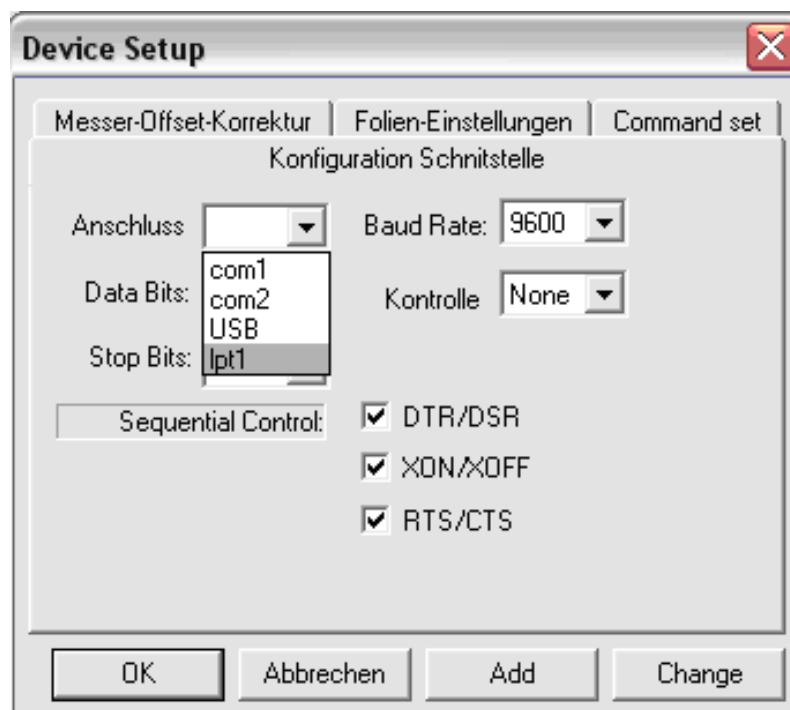 Device Setup
Messer-Offset-Korrektur
Folien-Einstellungen
Command set
Konfiguration Schnitstelle
Anschluss
Baud Rate: 9600
com1
com2
USB
lpt1
Data Bits:
Kontrolle None
Stop Bits:
Sequential Control:
DTR/DSR
XON/XOFF
RTS/CTS
OK
Abbrechen
Add
Change